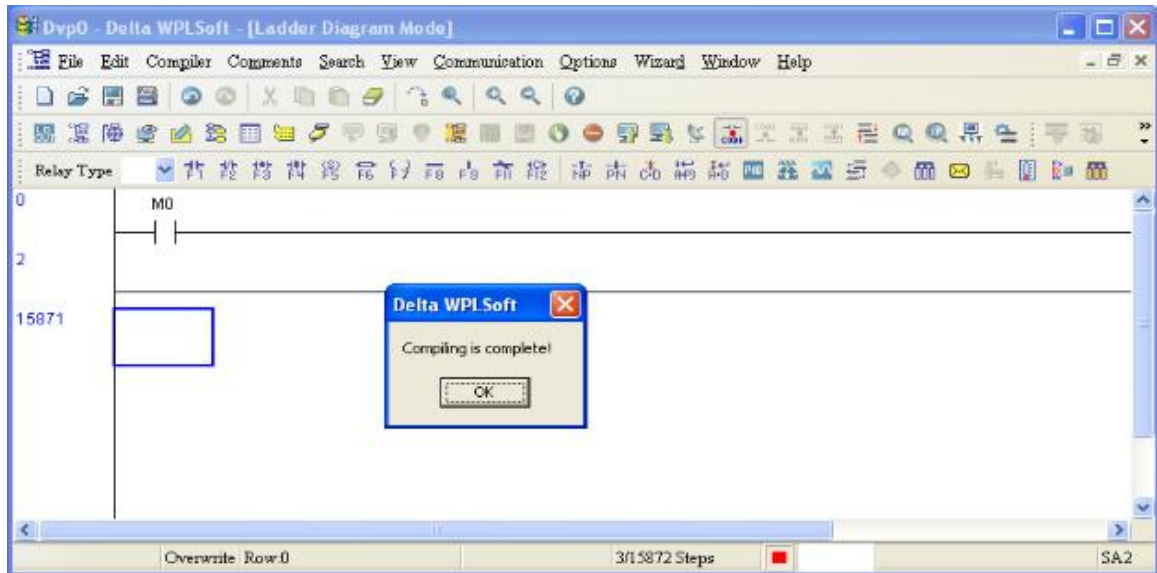 Dvp0 - Delta WPLSoft - [Ladder Diagram Mode]
File Edit Compiler Comments Search View Communication Options Wizard Window Help
CODE
Relay Type
0
M0
2
15871
Delta WPLSoft
Compiling is complete!
OK
Overwrite Row:0 3/15872 Steps SA2